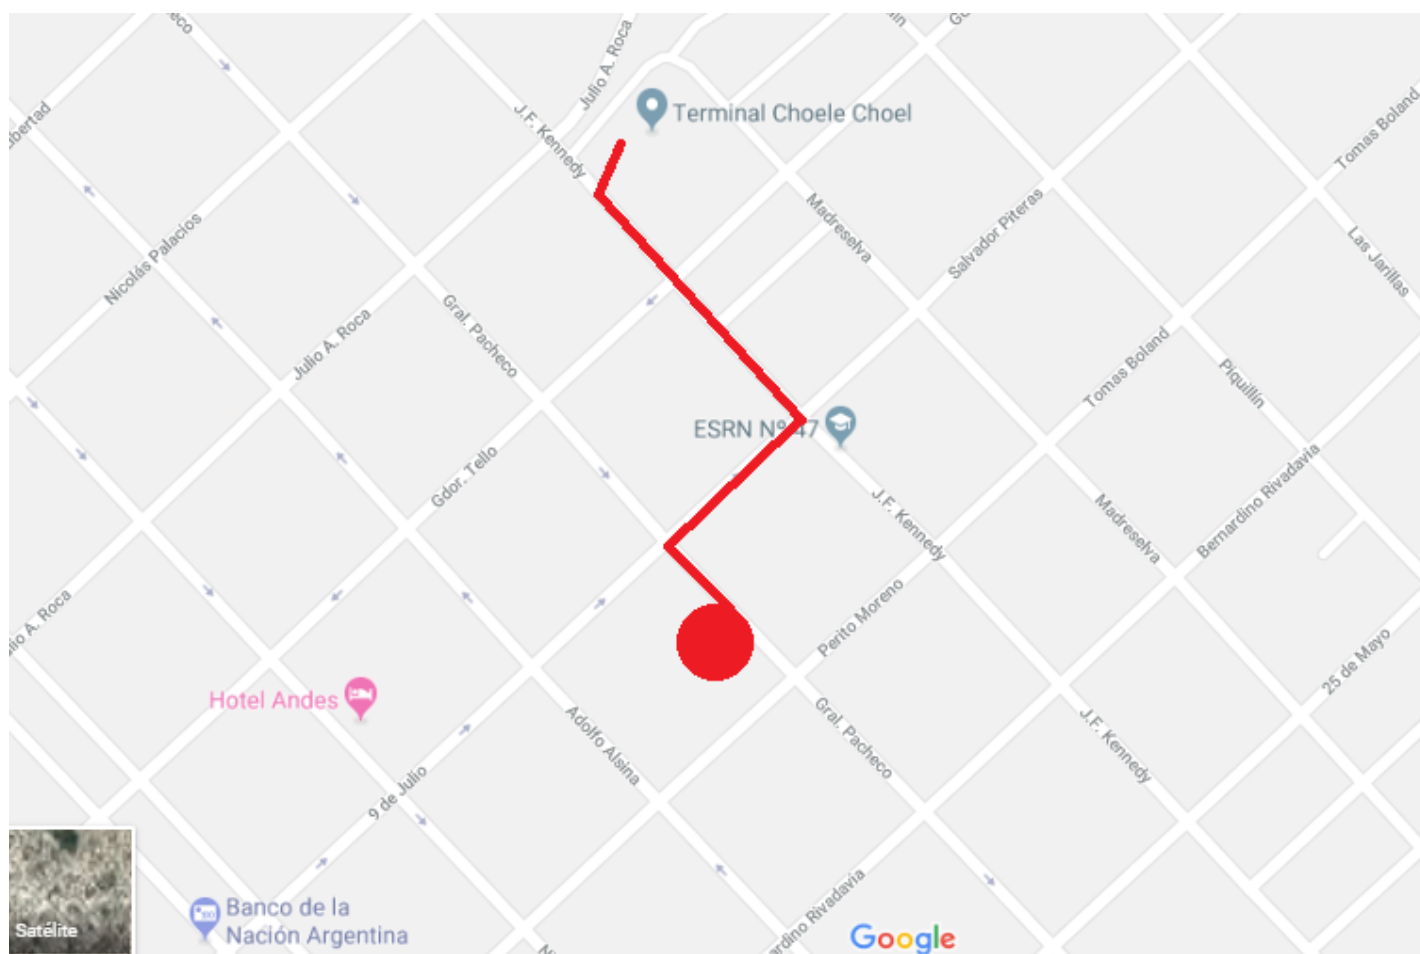 Julio A. Roca
J.F. Kennedy
Terminal Choele Choel
Tomas Boland
Nicolás Palacios
Madreselva
Salvador Piteras
Las Jarillas
Julio A. Roca
Gral. Pacheco
Tomas Boland
Piquillín
ESRN Nº 47
Gdor. Tello
J.F. Kennedy
Madreselva
Bernardino Rivadavia
Perito Moreno
25 de Mayo
Hotel Andes
Adolfo Alsina
Gral. Pacheco
J.F. Kennedy
9 de Julio
Satélite
Banco de la
Nación Argentina
Google